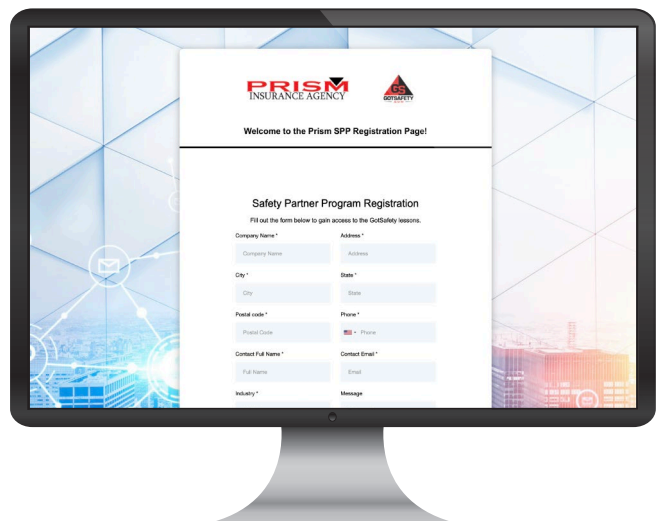 PRISM
INSURANCE AGENCY
GS
GOTSAFETY
Welcome to the Prism SPP Registration Page!
Safety Partner Program Registration
Fill out the form below to gain access to the GotSafety lessons.
Company Name * Address *
Company Name Address
City * State *
City State
Postal code * Phone *
Postal Code Phone
Contact Full Name * Contact Email *
Full Name Email
Industry * Message